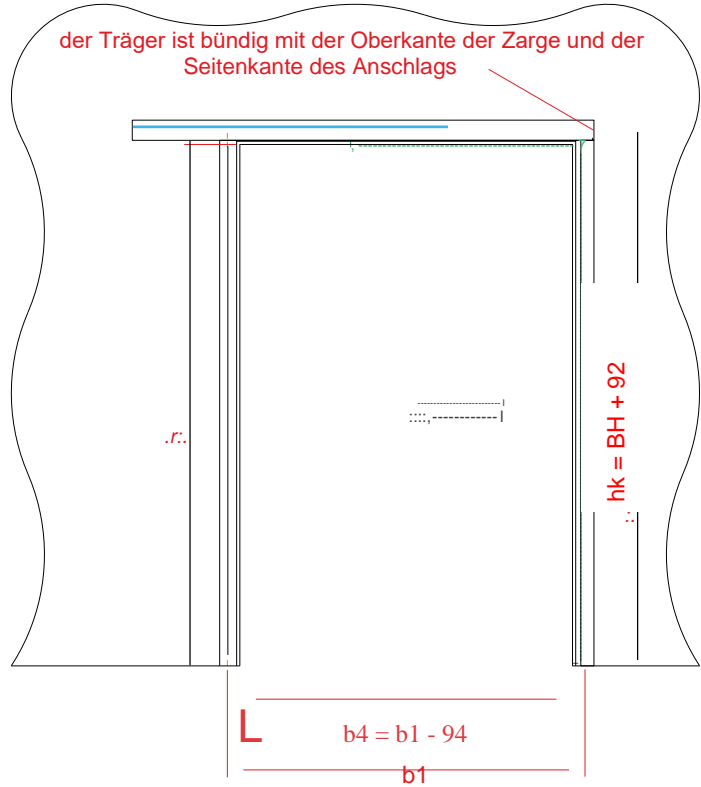 der Träger ist bündig mit der Oberkante der Zarge und der
Seitenkante des Anschlags
.r:.
hk = BH + 92
L
b4 = b1 - 94
b1